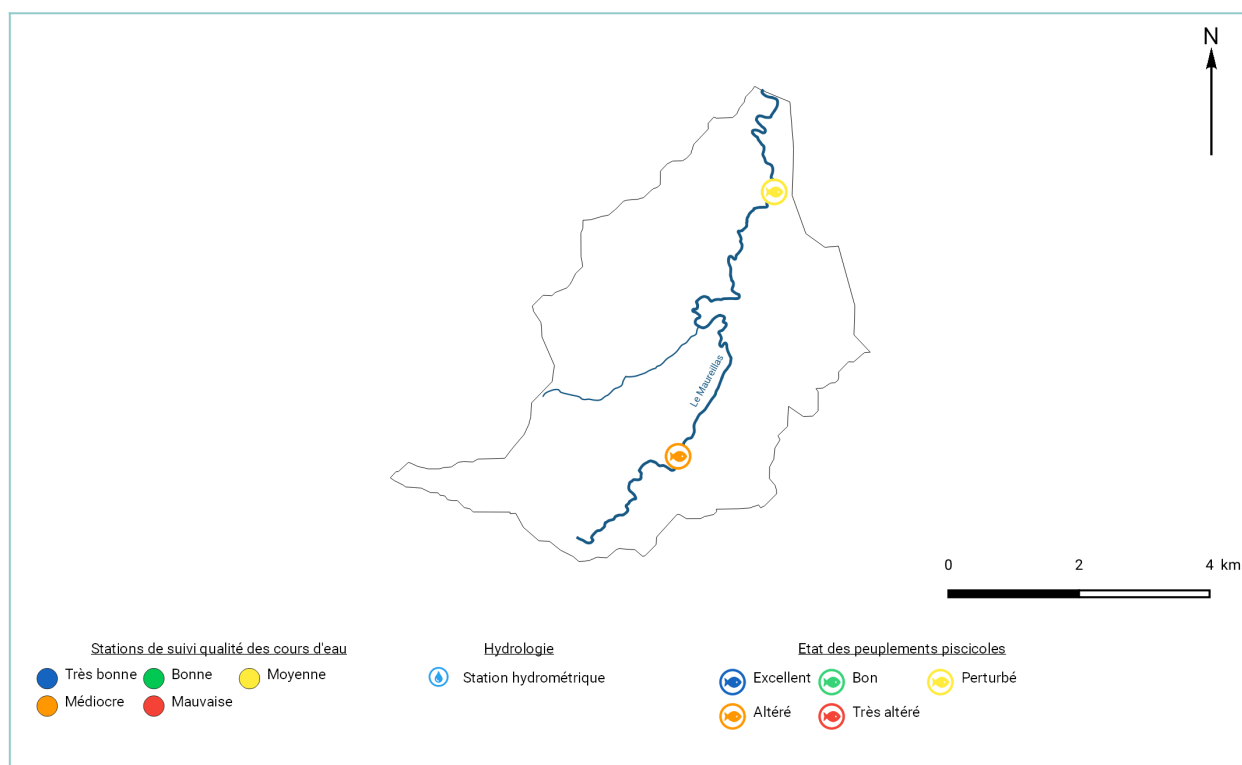 N
Le Maureillas
0 2 4 km
Stations de suivi qualité des cours d'eau
Très bonne Bonne Moyenne
Médiocre Mauvaise
Hydrologie
Station hydrométrique
Etat des peuplements piscicoles
Excellent Bon Perturbé
Altéré Très altéré